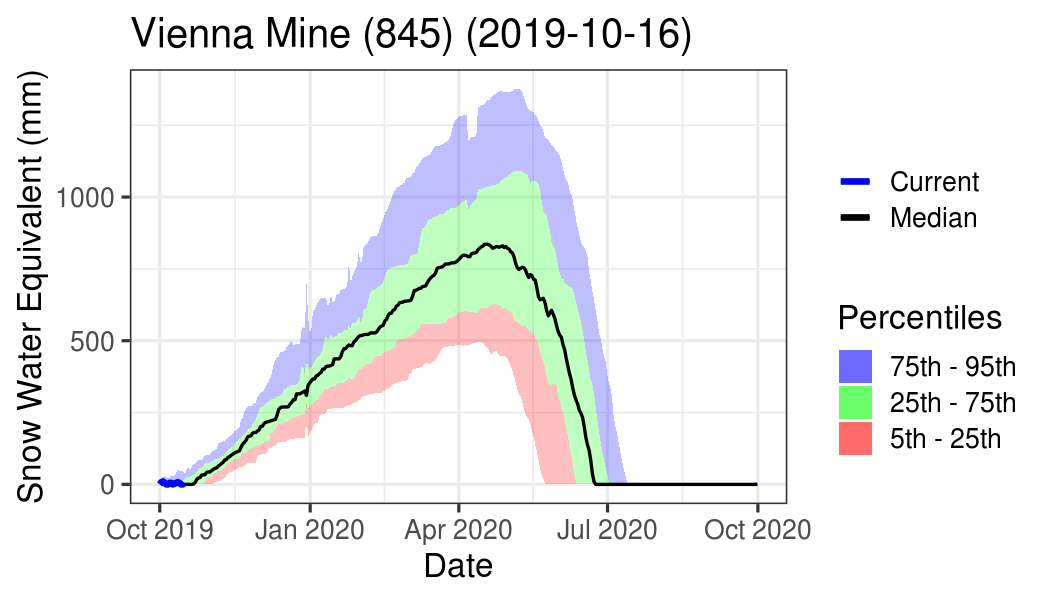 Vienna Mine (845) (2019-10-16)
Snow Water Equivalent (mm)
1000
500
0
Oct 2019
Jan 2020
Apr 2020
Jul 2020
Oct 2020
Date
Current
Median
Percentiles
75th - 95th
25th - 75th
5th - 25th